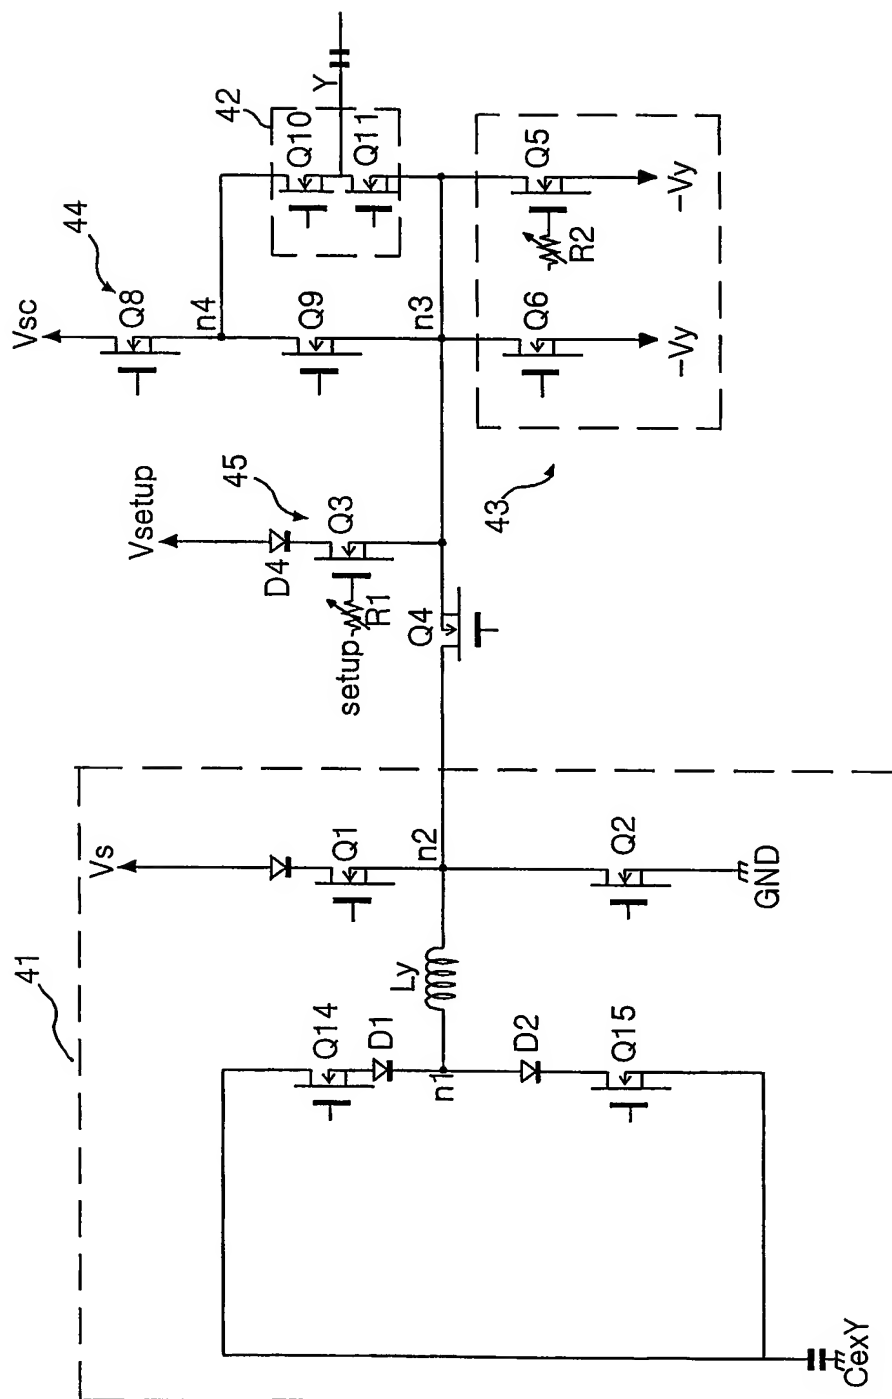 41
Vs
Q1
n2
Q2
GND
Ly
Q14
D1
n1
D2
Q15
CexY
Vsetup
45
D4
Q3
setup
R1
Q4
Vsc
44
Q8
n4
Q9
n3
42
Q10
Y
Q11
Q6
-Vy
Q5
R2
-Vy
43